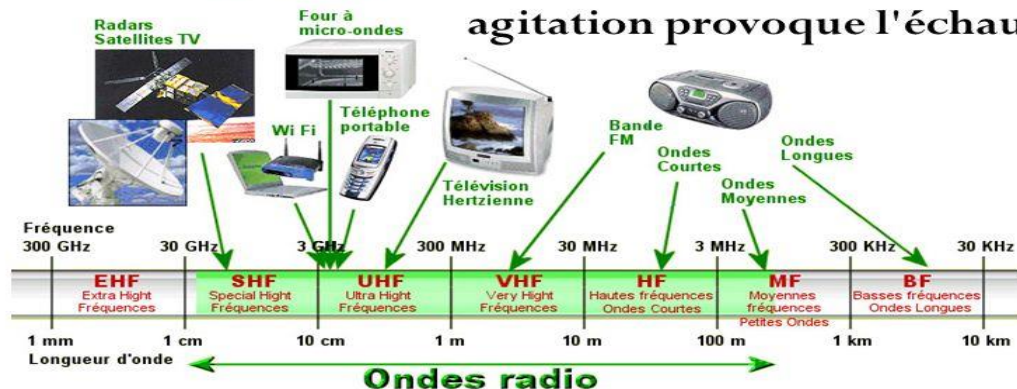 agitation provoque l'échau
Radars
Satellites TV
Four à
micro-ondes
Wi Fi
Téléphone
portable
Télévision
Hertzienne
Bande
FM
Ondes
Courtes
Ondes
Moyennes
Ondes
Longues
Fréquence
300 GHz 30 GHz 3 GHz 300 MHz 30 MHz 3 MHz 300 KHz 30 KHz
EHF SHF UHF VHF HF MF BF
Extra Hight Special Hight Ultra Hight Very Hight Hautes fréquences Moyennes Basses fréquences
Fréquences Fréquences Fréquences Fréquences Ondes Courtes fréquences Ondes Longues
Petites Ondes
1 mm 1 cm 10 cm 1 m 10 m 100 m 1 km 10 km
Longueur d'onde
Ondes radio